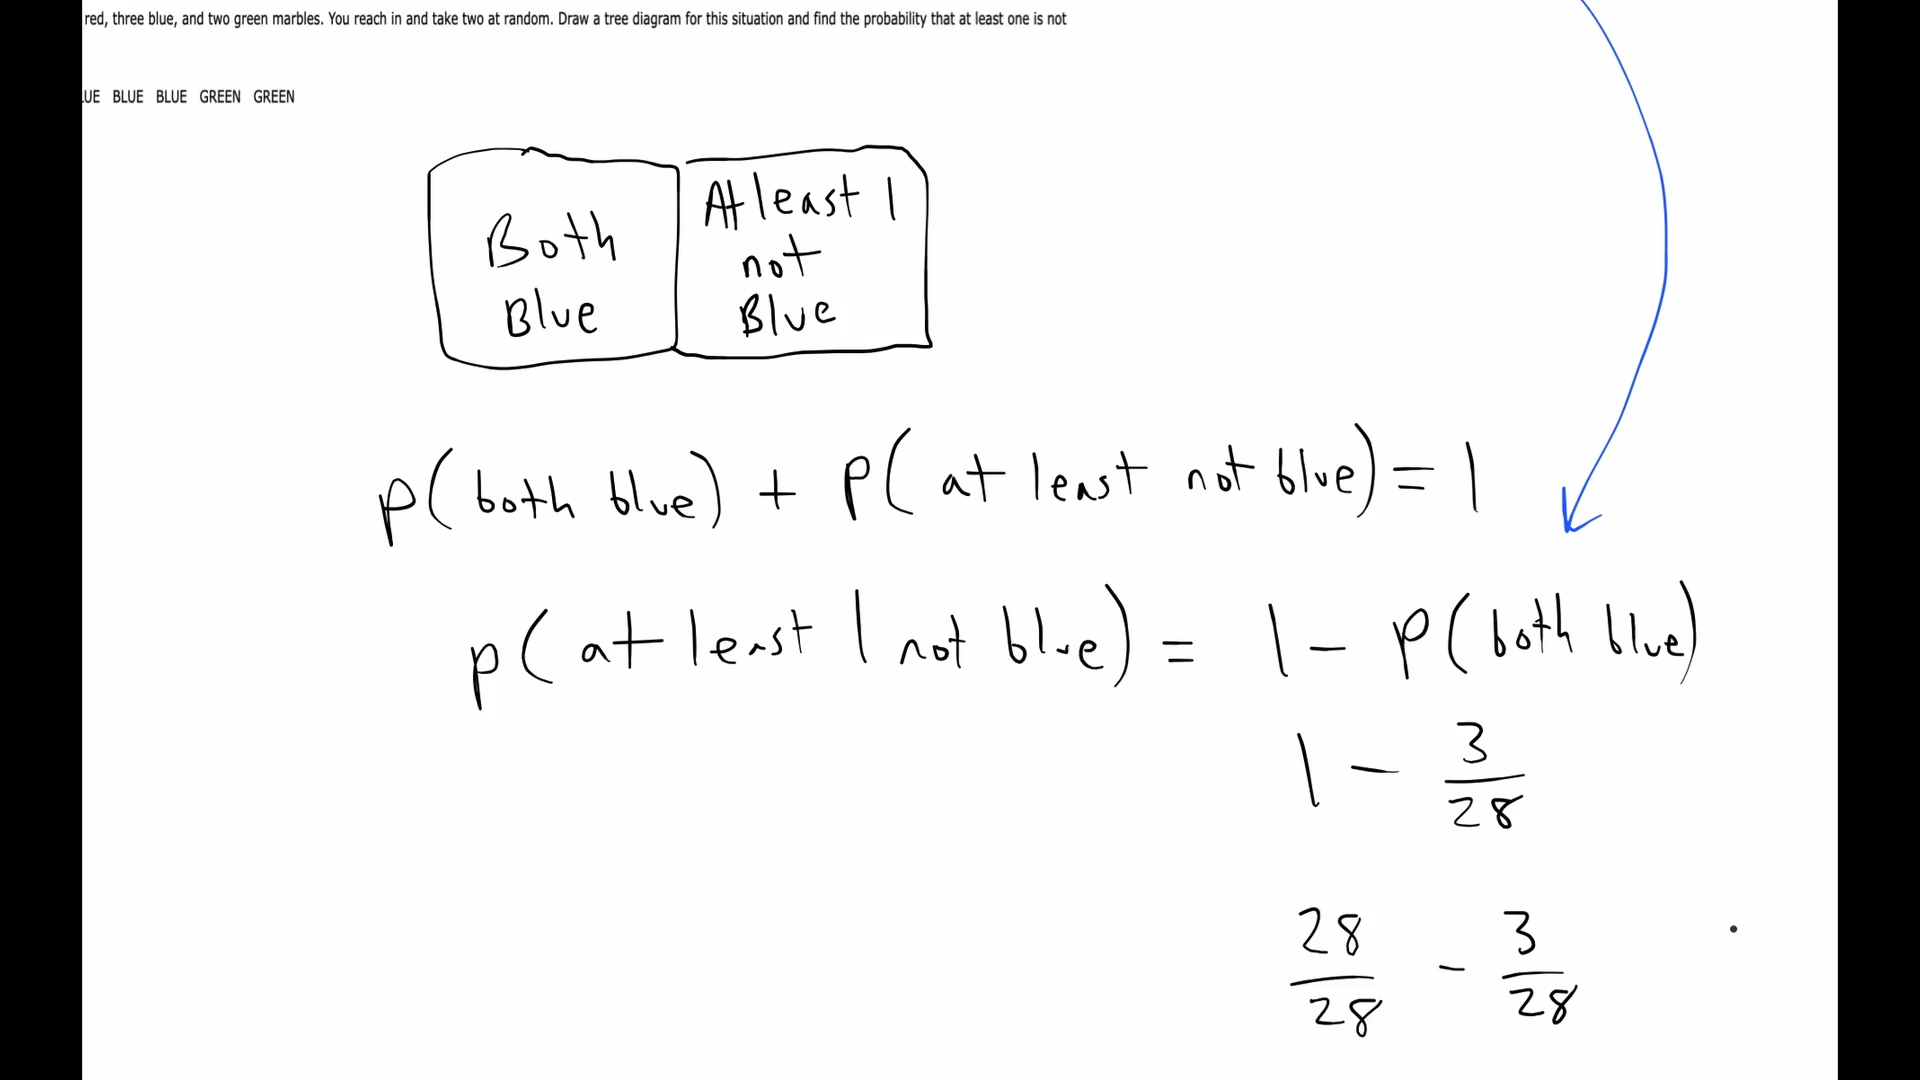 red, three blue, and two green marbles. You reach in and take two at random. Draw a tree diagram for this situation and find the probability that at least one is not
UE BLUE BLUE GREEN GREEN
Both
Blue
At least 1
not
Blue
P(both blue) + P(at least not blue) = 1
P(at least 1 not blue) = 1 - P(both blue)
1 - 3/28
28/28 - 3/28